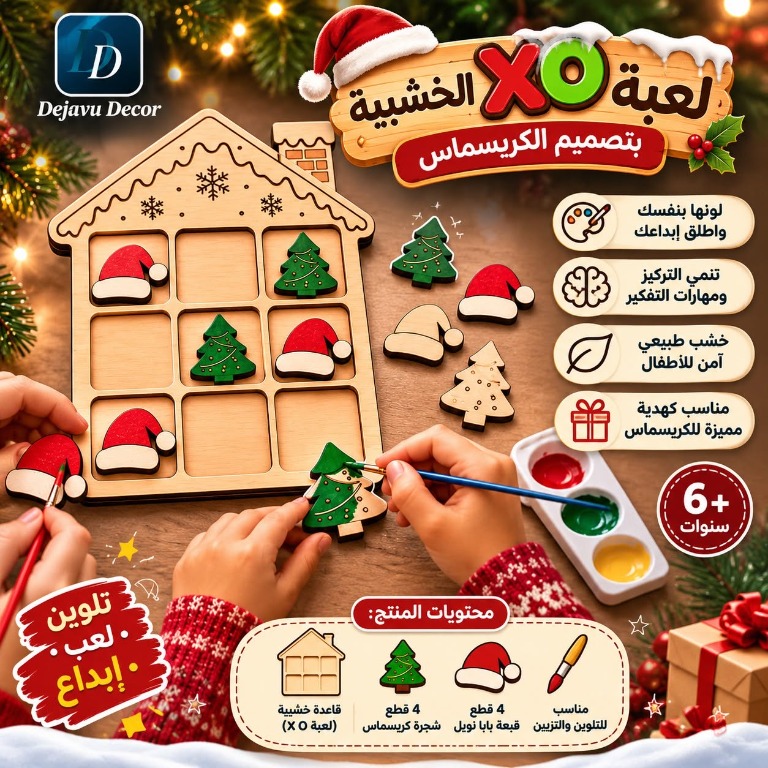 Dejavu Decor
لعبة XO الخشبية
بتصميم الكريسماس
لونها بنفسك
واطلق إبداعك
تنمي التركيز
ومهارات التفكير
خشب طبيعي
آمن للأطفال
مناسب كهدية
مميزة للكريسماس
+6
سنوات
تلوين
• لعب •
• إبداع
محتويات المنتج:
قاعدة خشبية
(لعبة X O)
4 قطع
شجرة كريسماس
4 قطع
قبعة بابا نويل
مناسب
للتلوين والتزيين